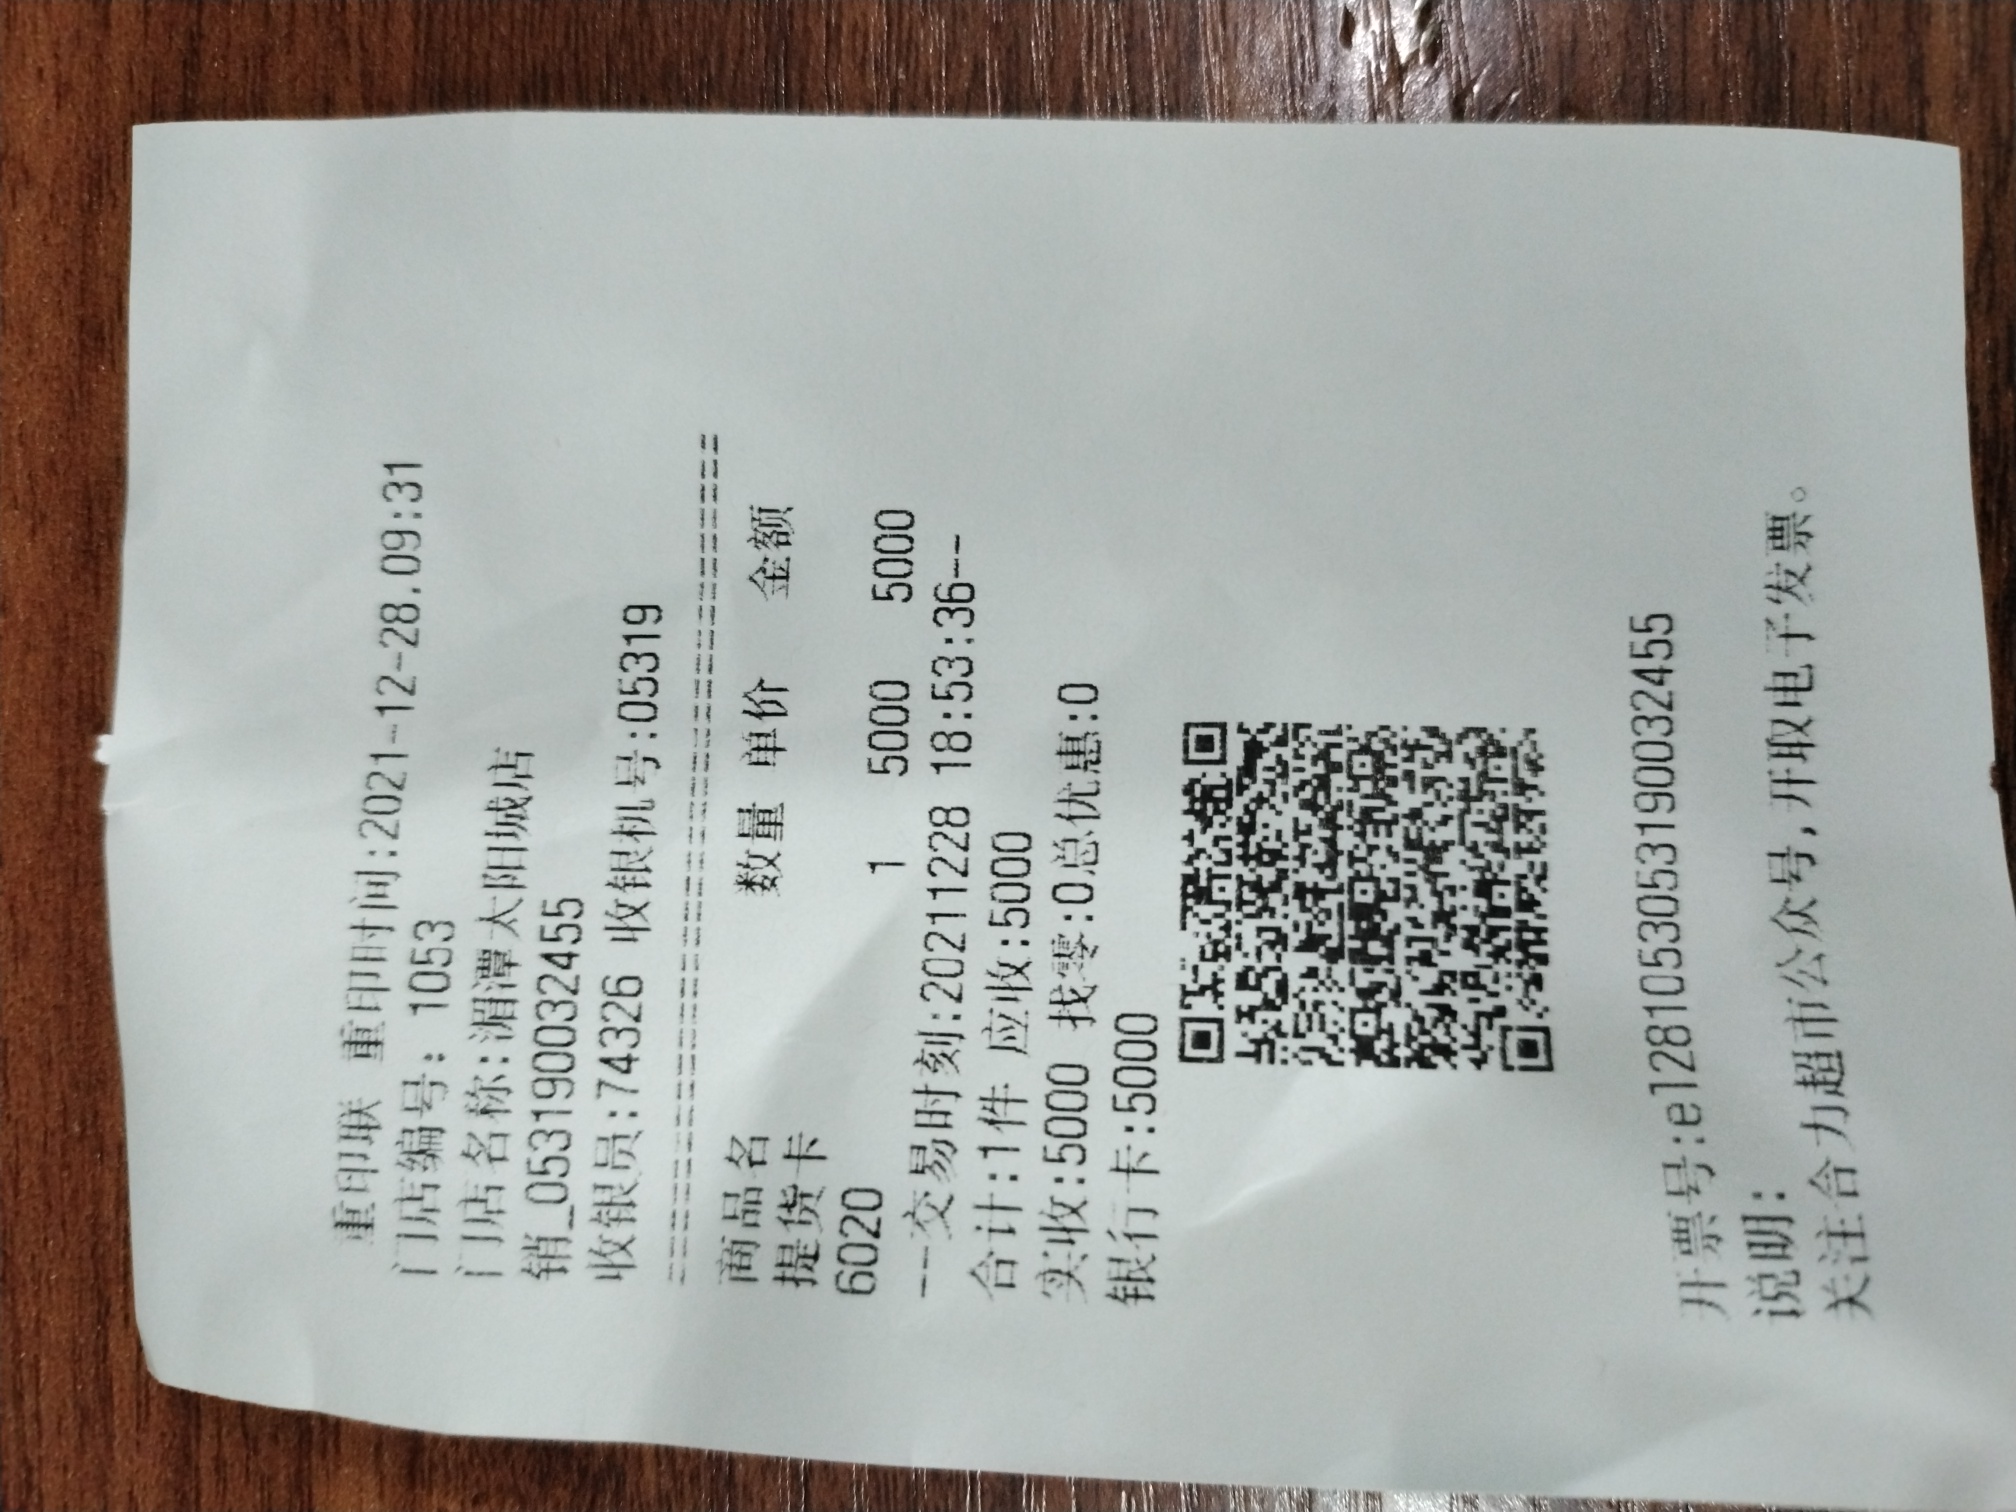 重印联 重印时间:2021-12-28.09:31
门店编号: 1053
门店名称:湄潭太阳城店
销_0531900032455
收银员:74326 收银机号:05319
商品名 数量 单价 金额
提货卡
6020 1 5000 5000
---交易时刻:20211228 18:53:36--
合计:1件 应收:5000
实收:5000 找零:0总优惠:0
银行卡:5000
开票号:e12810530531900032455
说明:
关注合力超市公众号,开取电子发票。